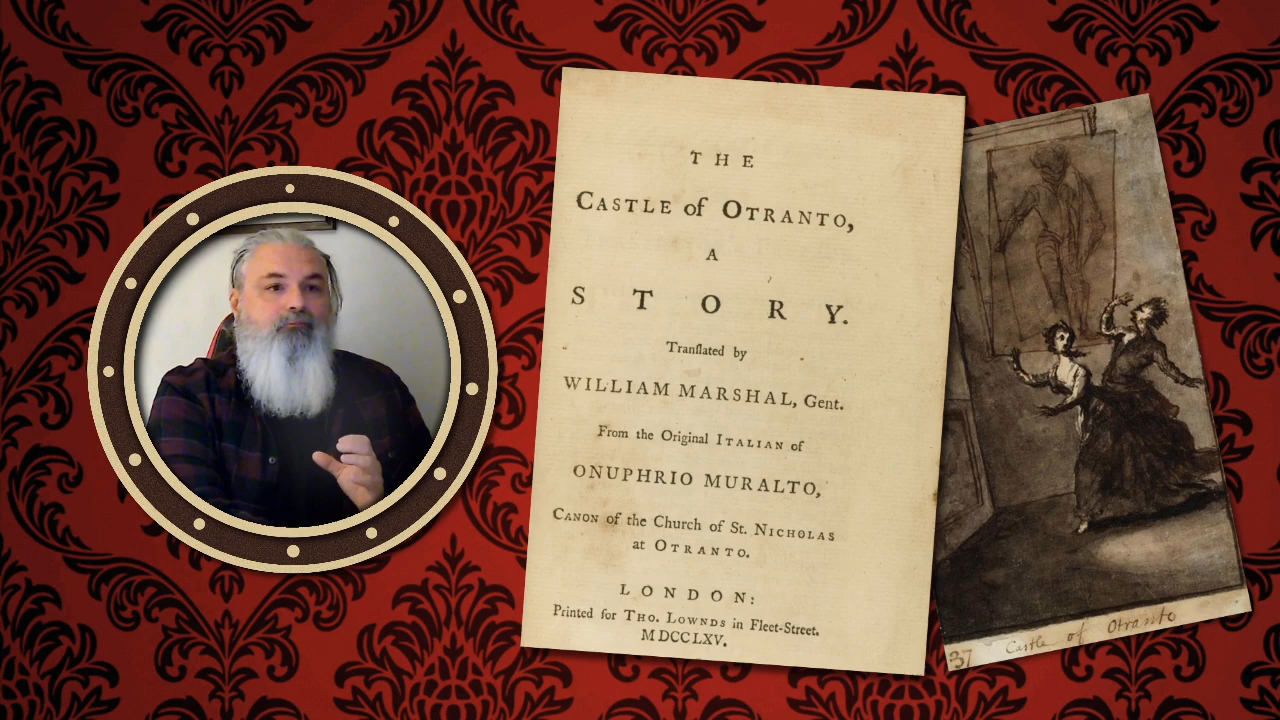 THE
CASTLE of OTRANTO,
A
STORY.
Tranſlated by
WILLIAM MARSHAL, Gent.
From the Original ITALIAN of
ONUPHRIO MURALTO,
CANON of the Church of St. NICHOLAS
at OTRANTO.
LONDON:
Printed for THO. LOWNDS in Fleet-Street.
MDCCLXV.
37 Castle of Otranto